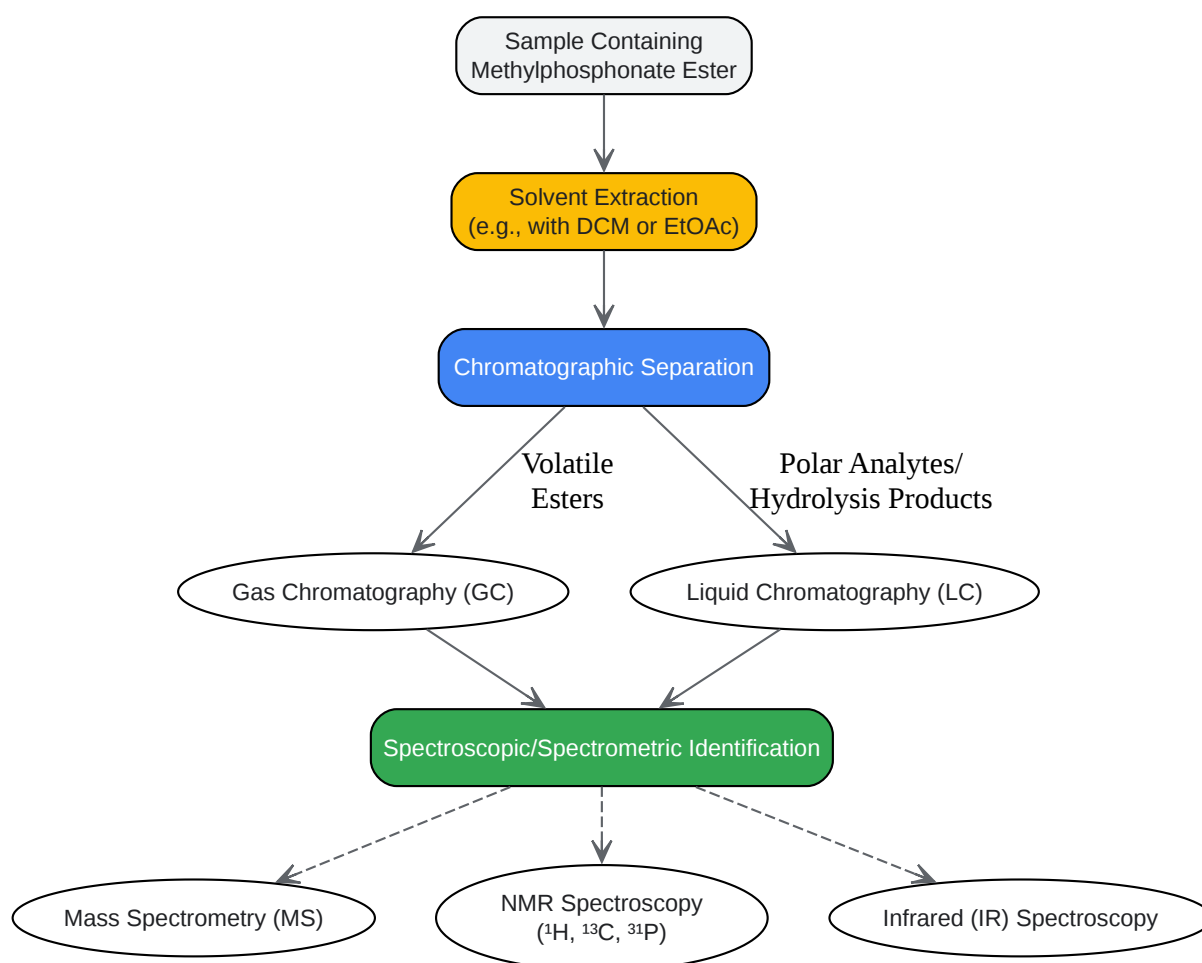 Sample Containing
Methylphosphonate Ester
Solvent Extraction
(e.g., with DCM or EtOAc)
Chromatographic Separation
Volatile
Esters
Polar Analytes/
Hydrolysis Products
Gas Chromatography (GC)
Liquid Chromatography (LC)
Spectroscopic/Spectrometric Identification
Mass Spectrometry (MS)
NMR Spectroscopy
(¹H, ¹³C, ³¹P)
Infrared (IR) Spectroscopy